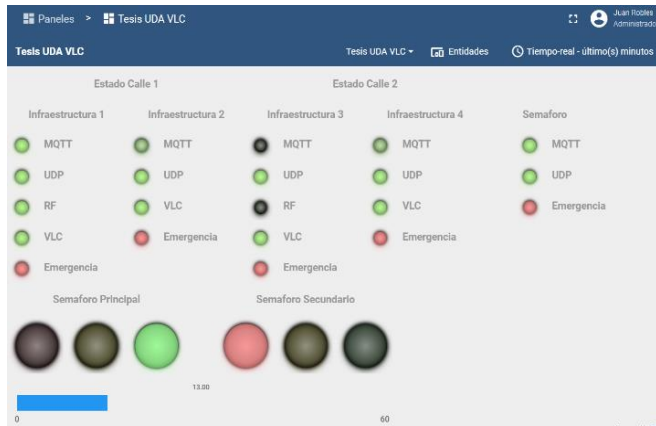 Paneles > Tesis UDA VLC
Juan Robles
Administrado
Tesis UDA VLC
Tesis UDA VLC
Entidades
Tiempo-real - último(s) minutos
Estado Calle 1
Estado Calle 2
Infraestructura 1
Infraestructura 2
Infraestructura 3
Infraestructura 4
Semaforo
MQTT
MQTT
MQTT
MQTT
MQTT
UDP
UDP
UDP
UDP
UDP
RF
VLC
RF
VLC
Emergencia
VLC
Emergencia
VLC
Emergencia
Emergencia
Emergencia
Semaforo Principal
Semaforo Secundario
13.00
0
60